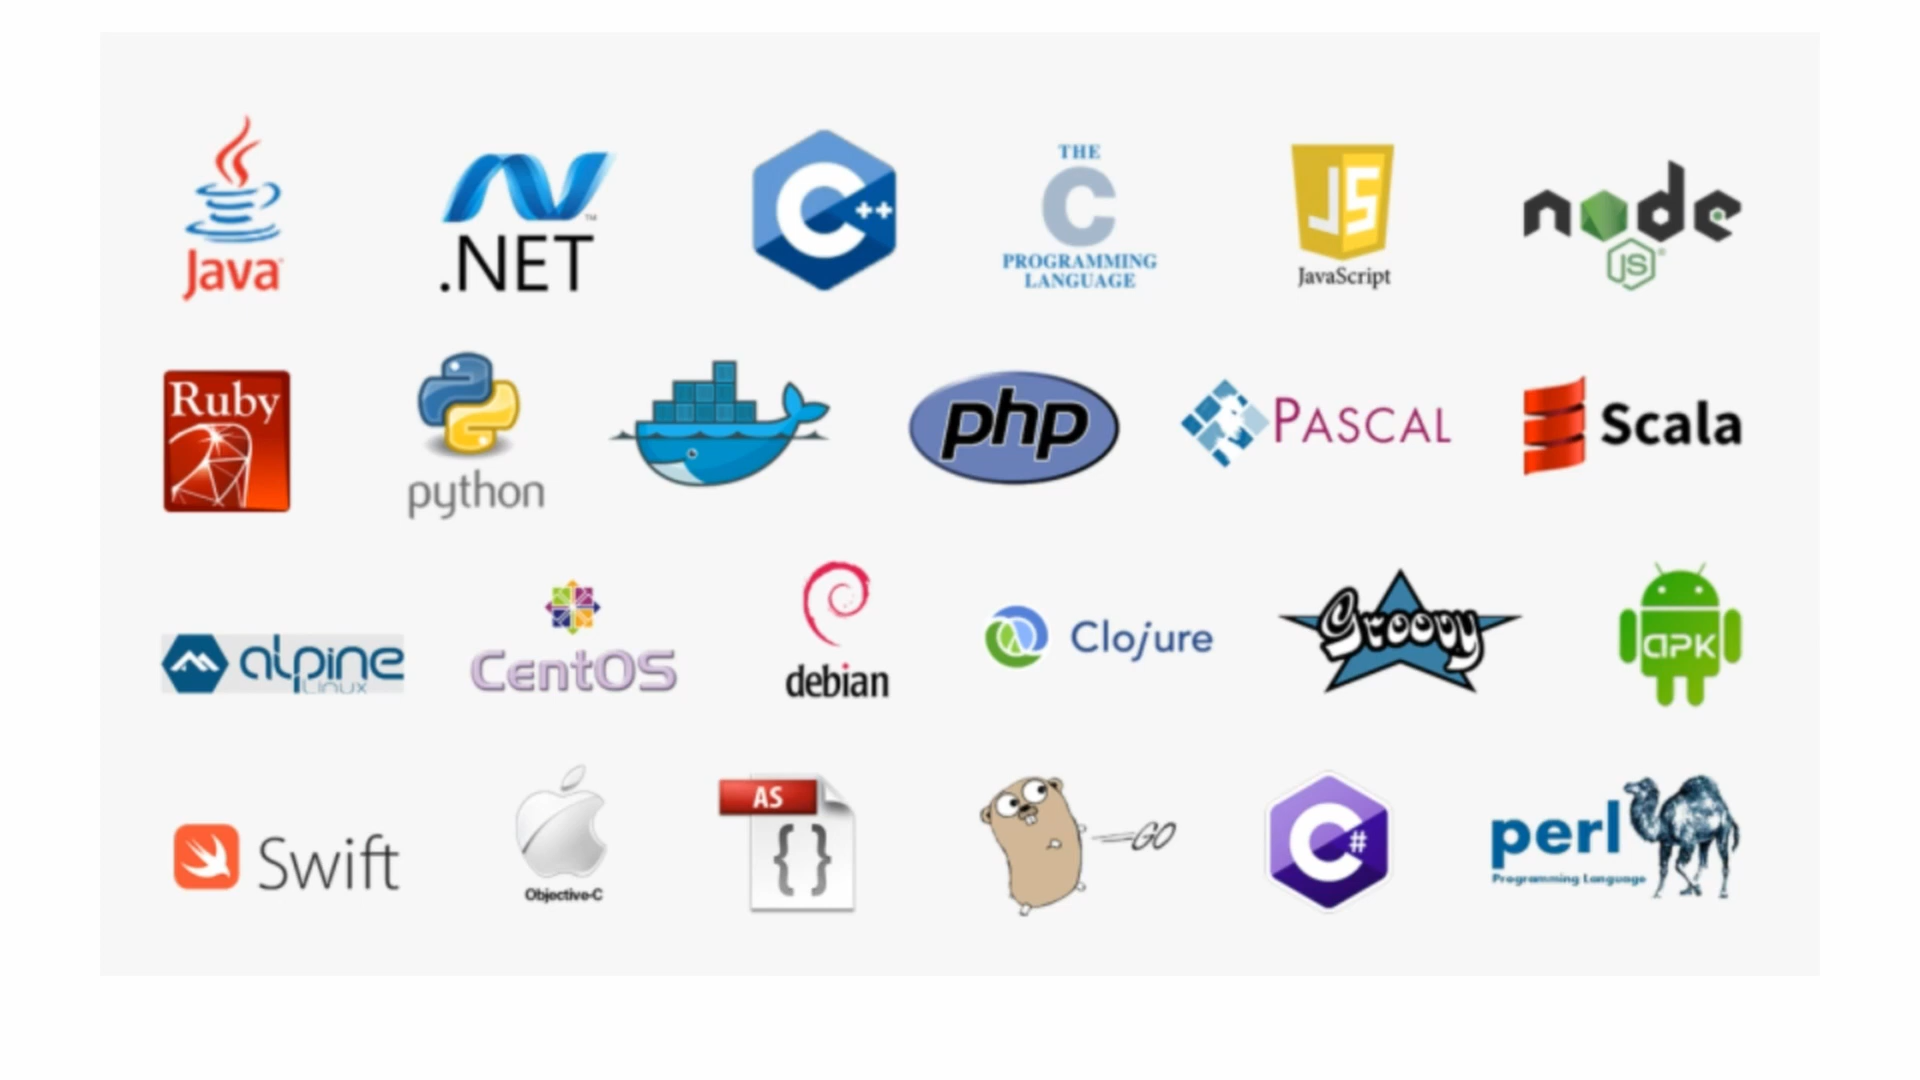 Java
.NET
TM
C++
THE
C
PROGRAMMING
LANGUAGE
JS
JavaScript
node
JS
Ruby
python
php
PASCAL
Scala
alpine
Linux
CentOS
debian
Clojure
Groovy
APK
Swift
Objective-C
AS
{}
GO
C#
perl
Programming Language